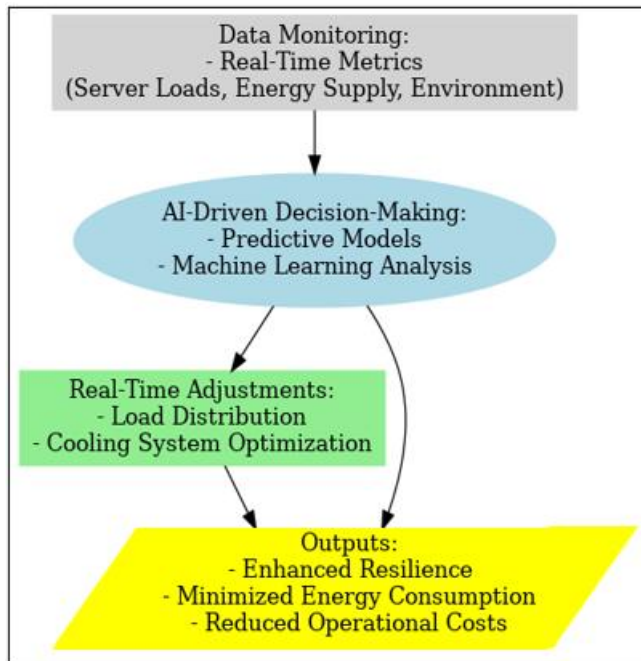 Data Monitoring:
- Real-Time Metrics
(Server Loads, Energy Supply, Environment)
AI-Driven Decision-Making:
- Predictive Models
- Machine Learning Analysis
Real-Time Adjustments:
- Load Distribution
- Cooling System Optimization
Outputs:
- Enhanced Resilience
- Minimized Energy Consumption
- Reduced Operational Costs